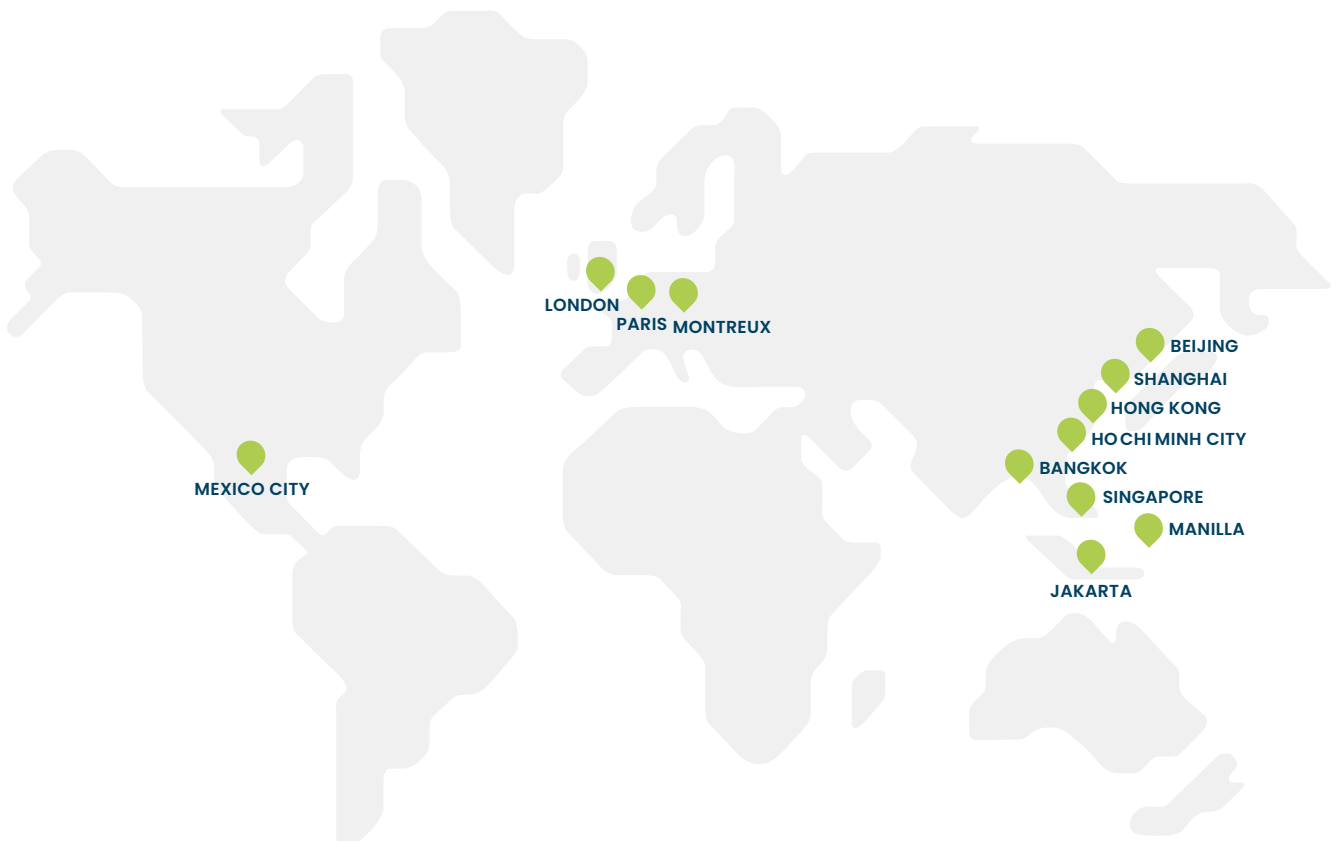 LONDON
PARIS
MONTREUX
BEIJING
SHANGHAI
HONG KONG
HO CHI MINH CITY
BANGKOK
MEXICO CITY
SINGAPORE
MANILLA
JAKARTA